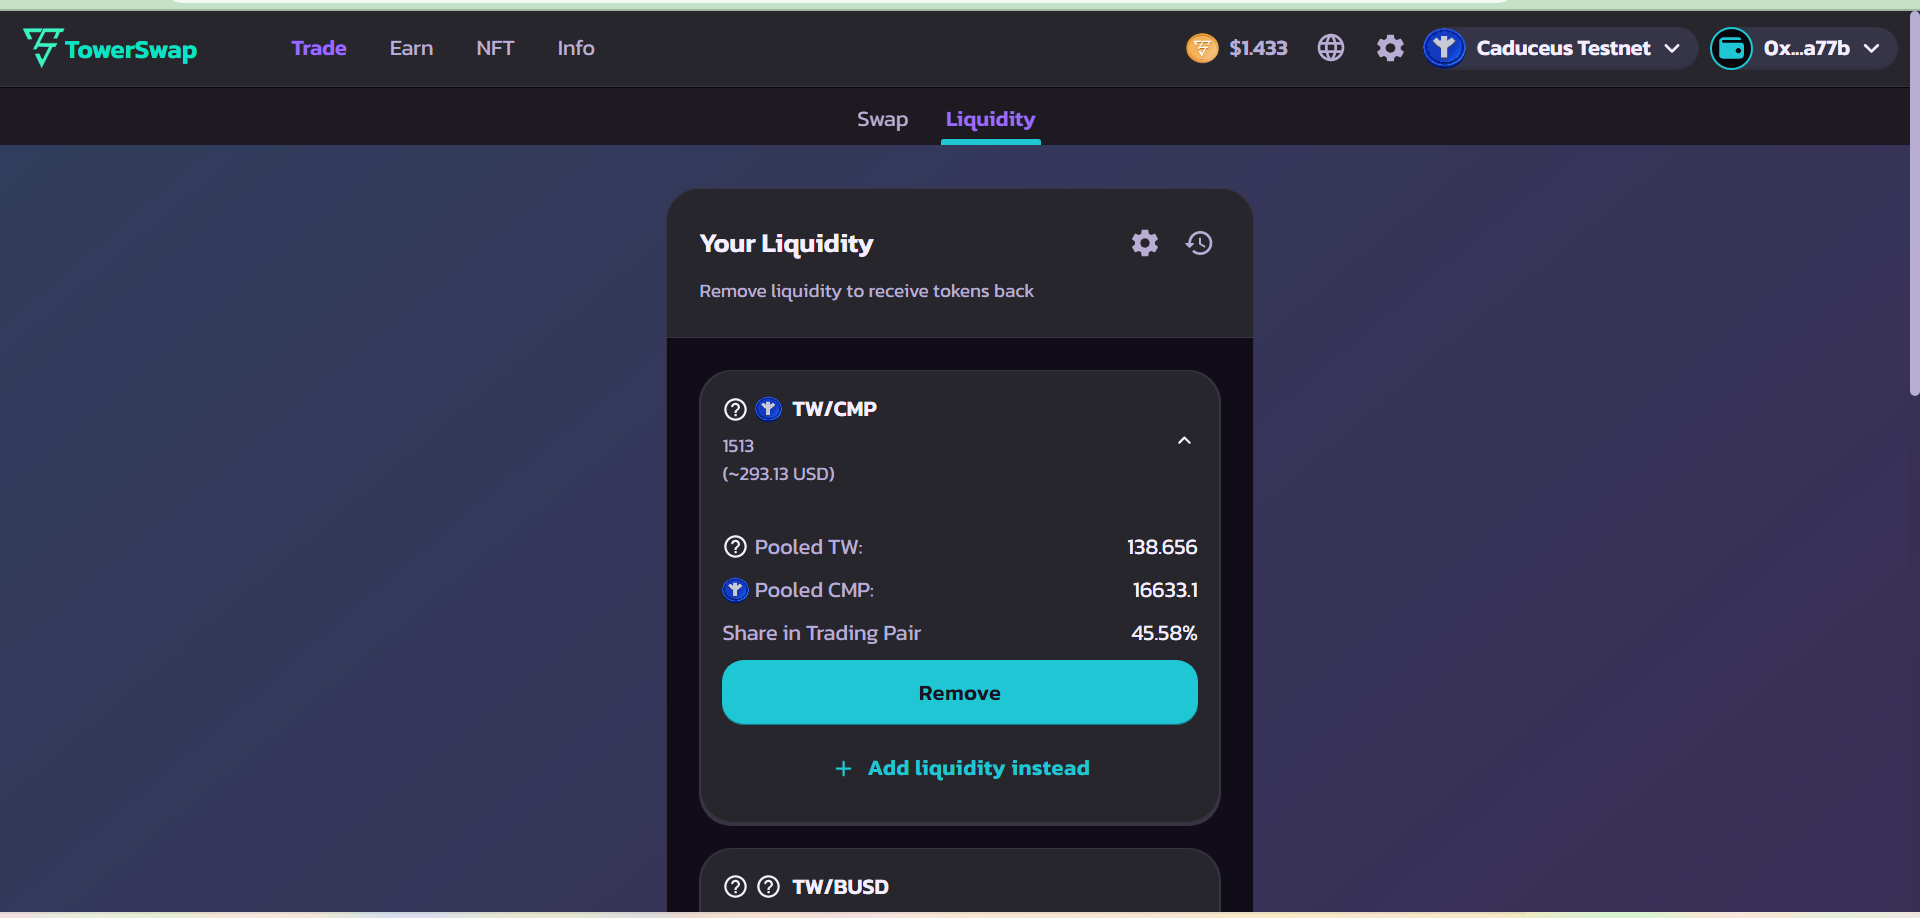 TowerSwap
Trade Earn NFT Info
$1.433
Caduceus Testnet
0x...a77b
Swap Liquidity
Your Liquidity
Remove liquidity to receive tokens back
TW/CMP
1513
(~293.13 USD)
Pooled TW: 138.656
Pooled CMP: 16633.1
Share in Trading Pair 45.58%
Remove
+ Add liquidity instead
TW/BUSD